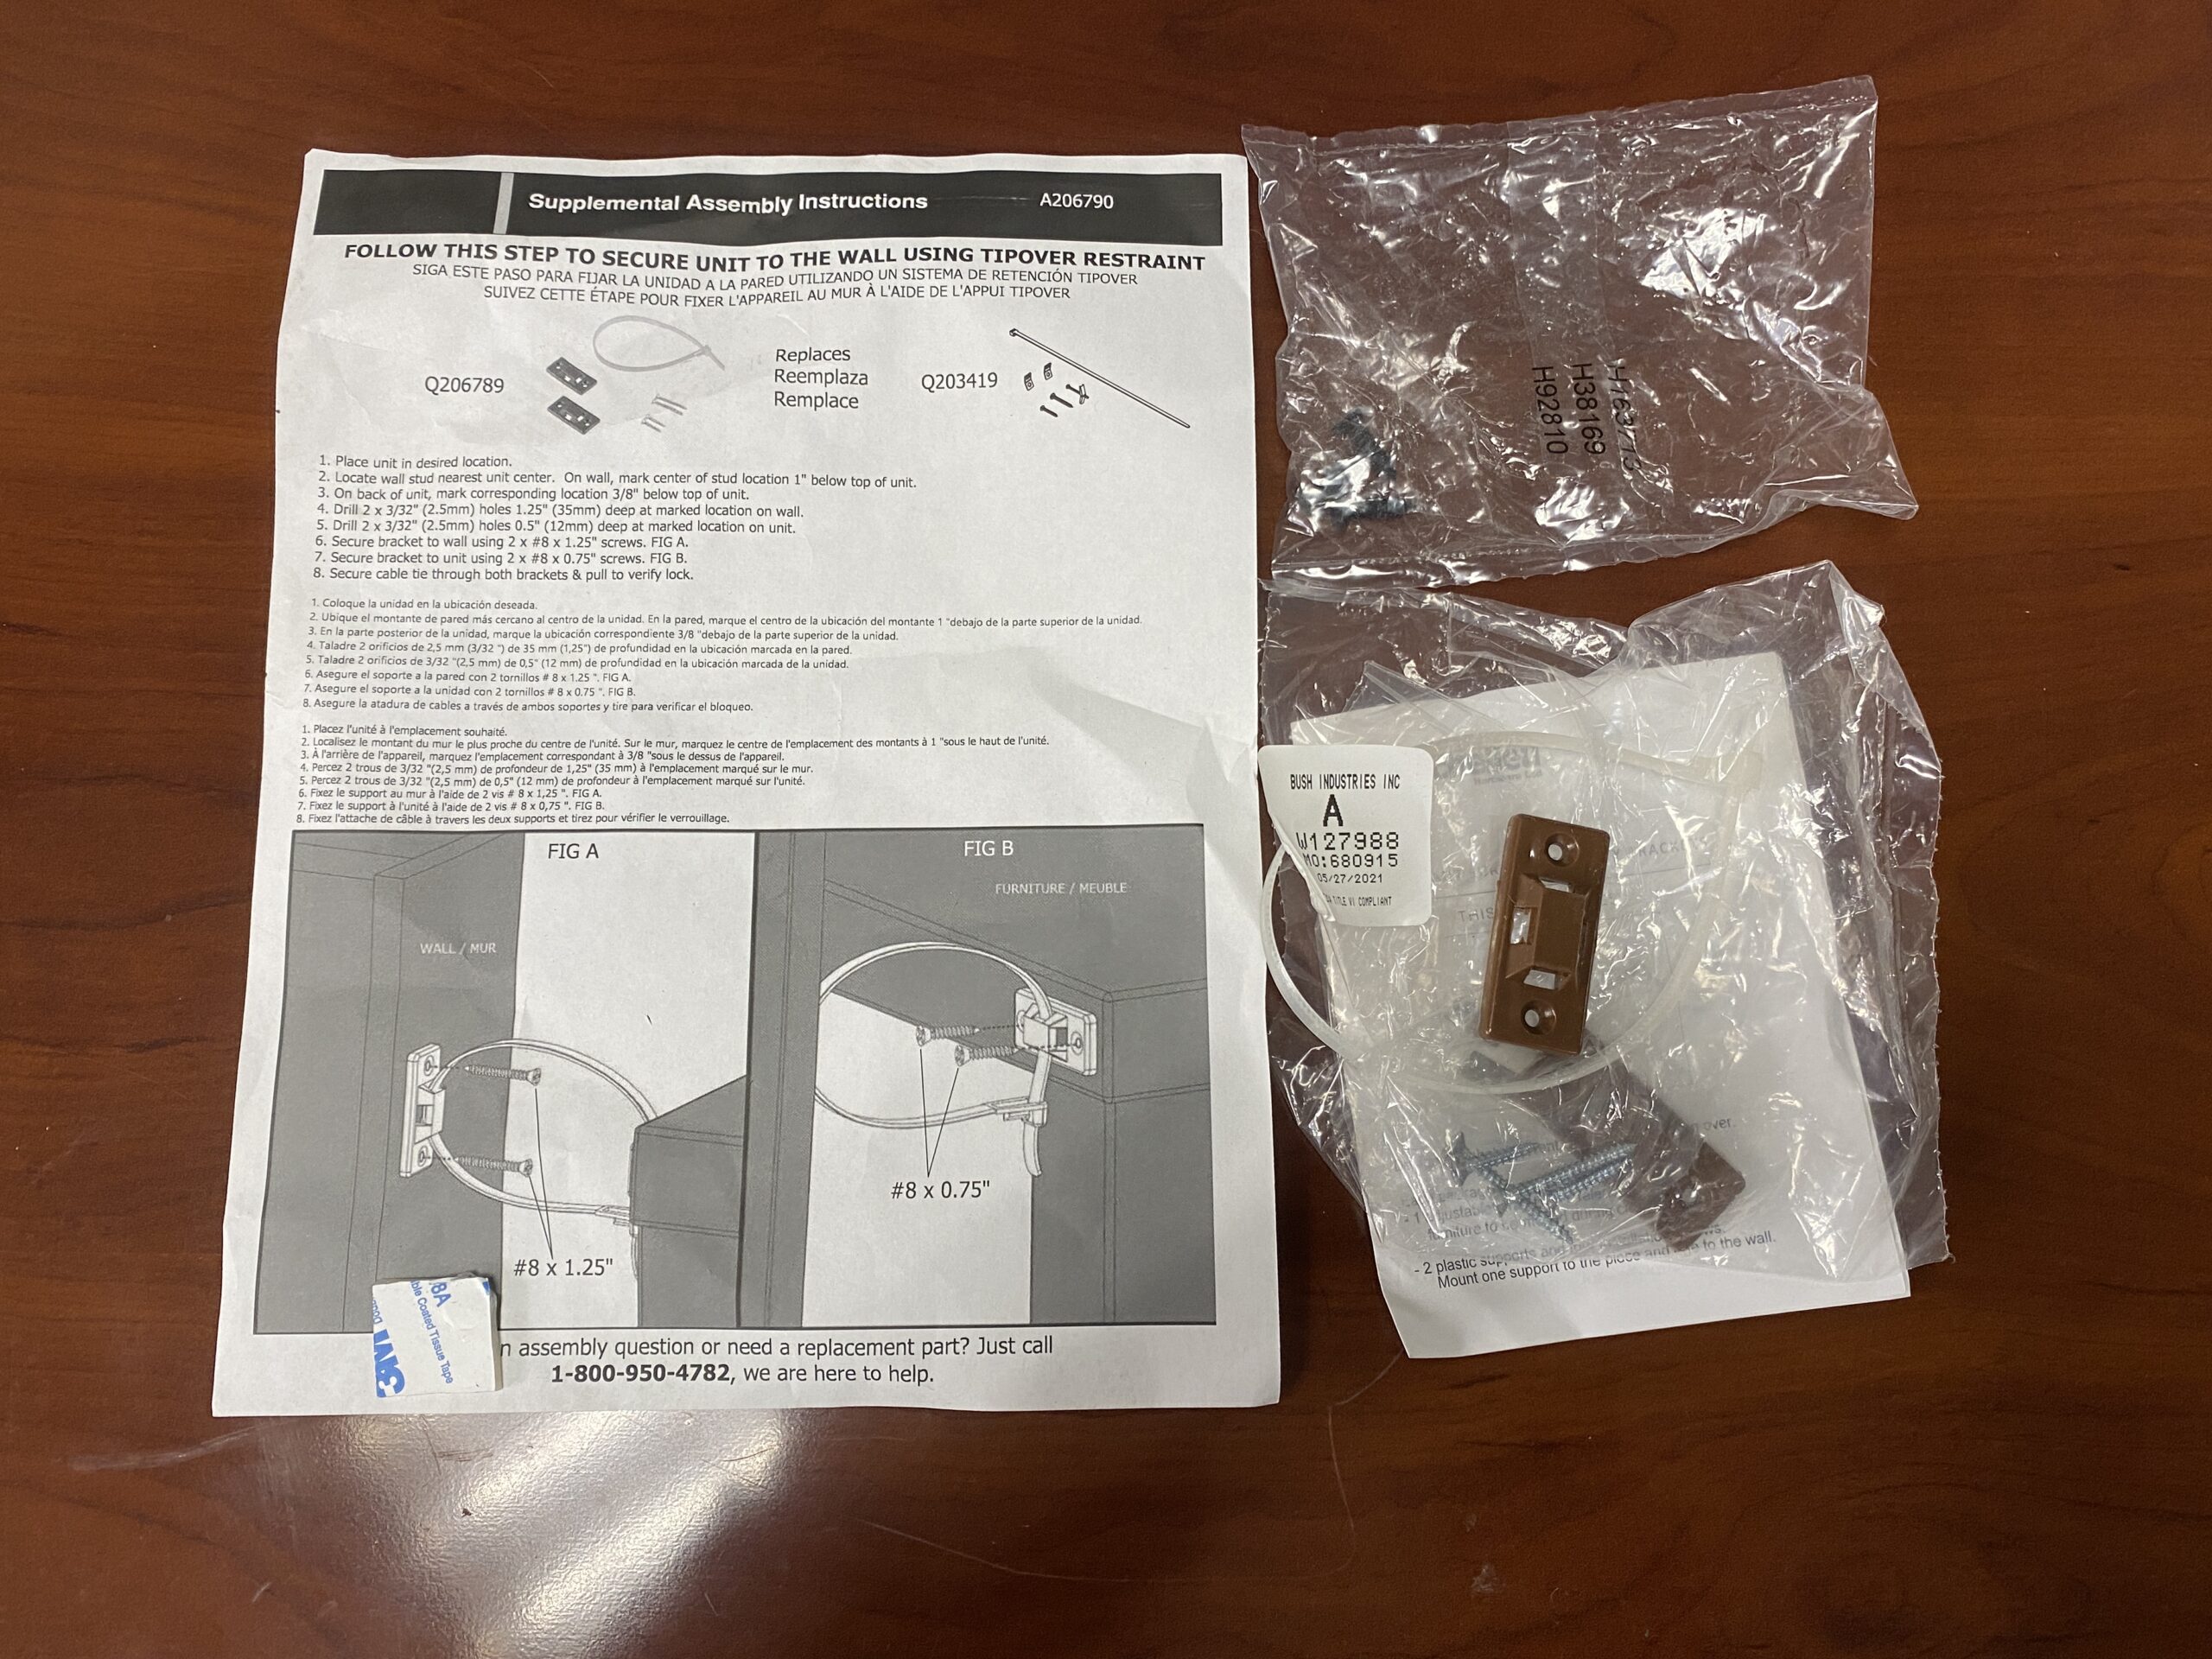 Supplemental Assembly Instructions A206790
FOLLOW THIS STEP TO SECURE UNIT TO THE WALL USING TIPOVER RESTRAINT
SIGA ESTE PASO PARA FIJAR LA UNIDAD A LA PARED UTILIZANDO UN SISTEMA DE RETENCIÓN TIPOVER
SUIVEZ CETTE ÉTAPE POUR FIXER L'APPAREIL AU MUR À L'AIDE DE L'APPUI TIPOVER
Q206789
Replaces
Reemplaza
Remplace
Q203419
1. Place unit in desired location.
2. Locate wall stud nearest unit center. On wall, mark center of stud location 1" below top of unit.
3. On back of unit, mark corresponding location 3/8" below top of unit.
4. Drill 2 x 3/32" (2.5mm) holes 1.25" (35mm) deep at marked location on wall.
5. Drill 2 x 3/32" (2.5mm) holes 0.5" (12mm) deep at marked location on unit.
6. Secure bracket to wall using 2 x #8 x 1.25" screws. FIG A.
7. Secure bracket to unit using 2 x #8 x 0.75" screws. FIG B.
8. Secure cable tie through both brackets & pull to verify lock.
1. Coloque la unidad en la ubicación deseada.
2. Ubique el montante de pared más cercano al centro de la unidad. En la pared, marque el centro de la ubicación del montante 1 "debajo de la parte superior de la unidad.
3. En la parte posterior de la unidad, marque la ubicación correspondiente 3/8 "debajo de la parte superior de la unidad.
4. Taladre 2 orificios de 2,5 mm (3/32 ") de 35 mm (1,25") de profundidad en la ubicación marcada en la pared.
5. Taladre 2 orificios de 3/32 "(2,5 mm) de 0,5" (12 mm) de profundidad en la ubicación marcada de la unidad.
6. Asegure el soporte a la pared con 2 tornillos # 8 x 1.25 ". FIG A.
7. Asegure el soporte a la unidad con 2 tornillos # 8 x 0.75 ". FIG B.
8. Asegure la atadura de cables a través de ambos soportes y tire para verificar el bloqueo.
1. Placez l'unité à l'emplacement souhaité.
2. Localisez le montant du mur le plus proche du centre de l'unité. Sur le mur, marquez le centre de l'emplacement des montants à 1 "sous le haut de l'unité.
3. À l'arrière de l'appareil, marquez l'emplacement correspondant à 3/8 "sous le dessus de l'appareil.
4. Percez 2 trous de 3/32 "(2,5 mm) de profondeur de 1,25" (35 mm) à l'emplacement marqué sur le mur.
5. Percez 2 trous de 3/32 "(2,5 mm) de 0,5" (12 mm) de profondeur à l'emplacement marqué sur l'unité.
6. Fixez le support au mur à l'aide de 2 vis # 8 x 1,25 ". FIG A.
7. Fixez le support à l'unité à l'aide de 2 vis # 8 x 0,75 ". FIG B.
8. Fixez l'attache de câble à travers les deux supports et tirez pour vérifier le verrouillage.
FIG A
WALL / MUR
#8 x 1.25"
FIG B
FURNITURE / MEUBLE
#8 x 0.75"
n assembly question or need a replacement part? Just call
1-800-950-4782, we are here to help.
3M
Coated Tissue Tape
H163713
H38169
H92810
BUSH INDUSTRIES INC
A
W127988
MO:680915
05/27/2021
TITLE VI COMPLIANT
THIS
over.
- 2 plastic supports and
to the wall.
Mount one support to the piece and